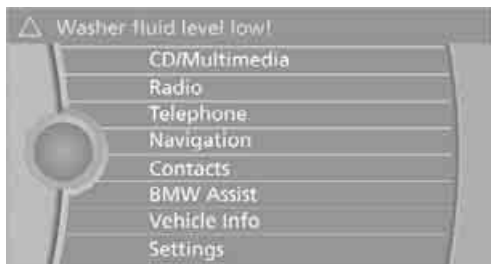 Washer fluid level low!
CD/Multimedia
Radio
Telephone
Navigation
Contacts
BMW Assist
Vehicle Info
Settings